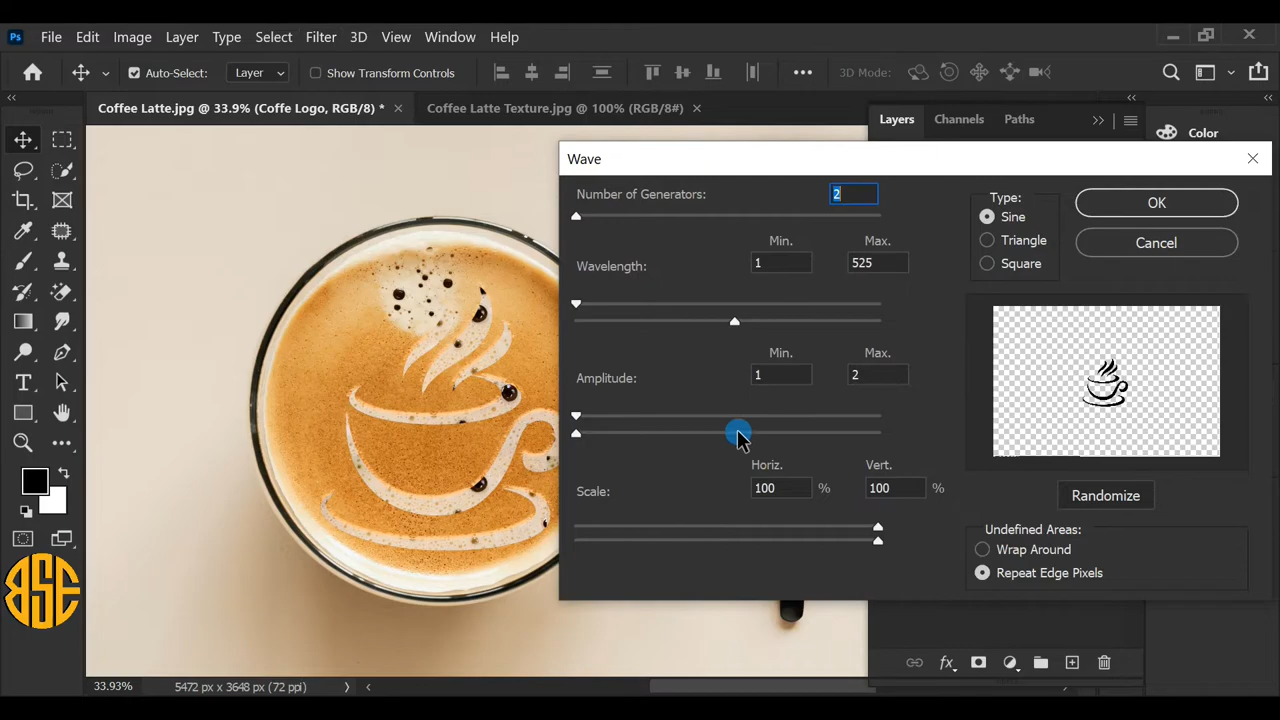 Ps File Edit Image Layer Type Select Filter 3D View Window Help
Auto-Select: Layer Show Transform Controls ••• 3D Mode:
Coffee Latte.jpg @ 33.9% (Coffe Logo, RGB/8) * × Coffee Latte Texture.jpg @ 100% (RGB/8#) ×
Layers Channels Paths
Color
Wave
Number of Generators: 2
Min. Max.
Wavelength: 1 525
Min. Max.
Amplitude: 1 2
Horiz. Vert.
Scale: 100 % 100 %
Type:
Sine
Triangle
Square
OK
Cancel
Randomize
Undefined Areas:
Wrap Around
Repeat Edge Pixels
T
BSE
fx
33.93% 5472 px x 3648 px (72 ppi)